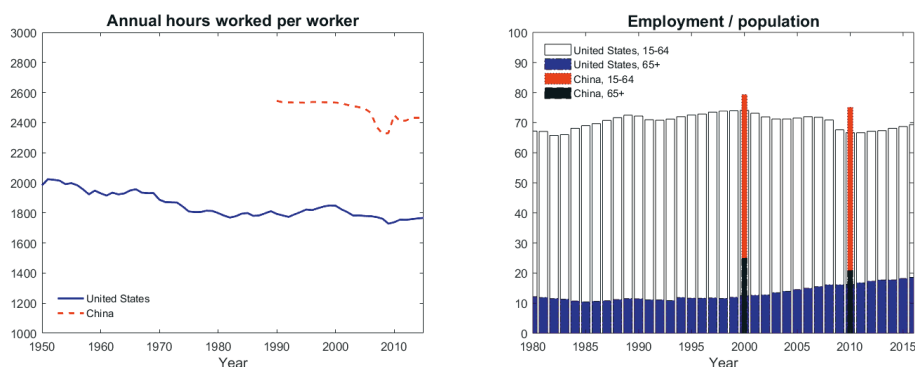 Annual hours worked per worker
3000
2800
2600
2400
2200
2000
1800
1600
1400
1200
1000
United States
China
1950 1960 1970 1980 1990 2000 2010
Year
Employment / population
100
90
80
70
60
50
40
30
20
10
0
United States, 15-64
United States, 65+
China, 15-64
China, 65+
1980 1985 1990 1995 2000 2005 2010 2015
Year